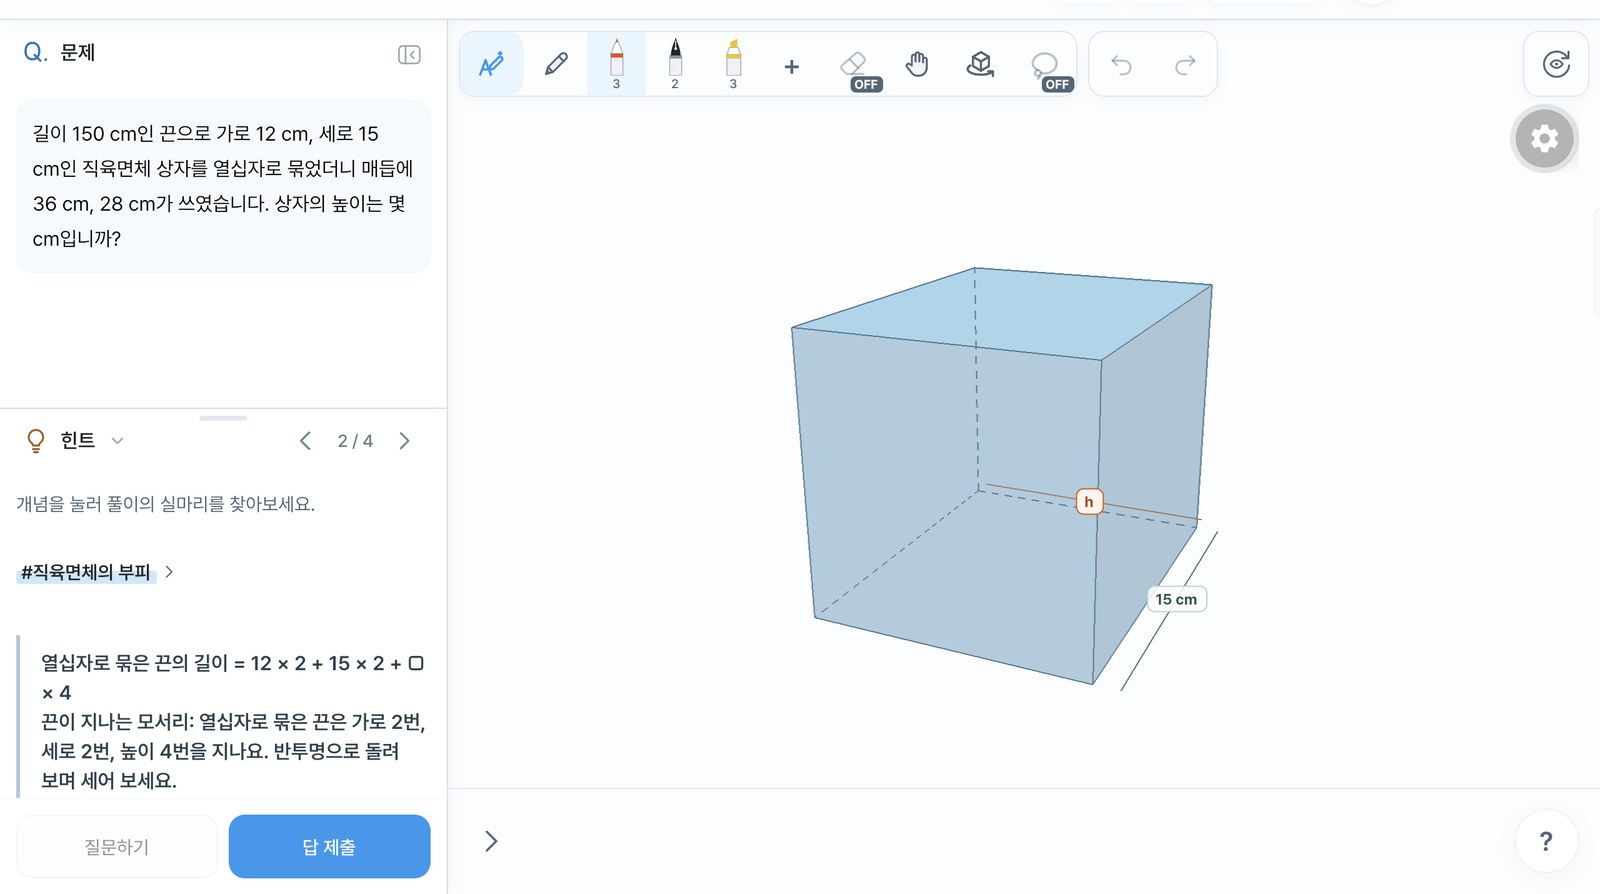 Q. 문제
길이 150 cm인 끈으로 가로 12 cm, 세로 15
cm인 직육면체 상자를 열십자로 묶었더니 매듭에
36 cm, 28 cm가 쓰였습니다. 상자의 높이는 몇
cm입니까?
힌트
2 / 4
개념을 눌러 풀이의 실마리를 찾아보세요.
#직육면체의 부피
열십자로 묶은 끈의 길이 = 12 × 2 + 15 × 2 + □
× 4
끈이 지나는 모서리: 열십자로 묶은 끈은 가로 2번,
세로 2번, 높이 4번을 지나요. 반투명으로 돌려
보며 세어 보세요.
질문하기
답 제출
3
2
3
+
OFF
OFF
h
15 cm
?